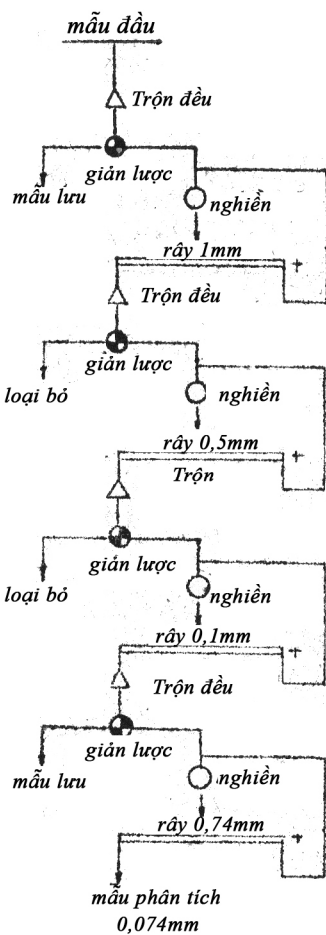 mẫu đầu
Trộn đều
giản lược
mẫu lưu
nghiền
rây 1mm
+
Trộn đều
giản lược
loại bỏ
nghiền
rây 0,5mm
+
Trộn
giản lược
loại bỏ
nghiền
rây 0,1mm
+
Trộn đều
giản lược
mẫu lưu
nghiền
rây 0,74mm
+
mẫu phân tích
0,074mm